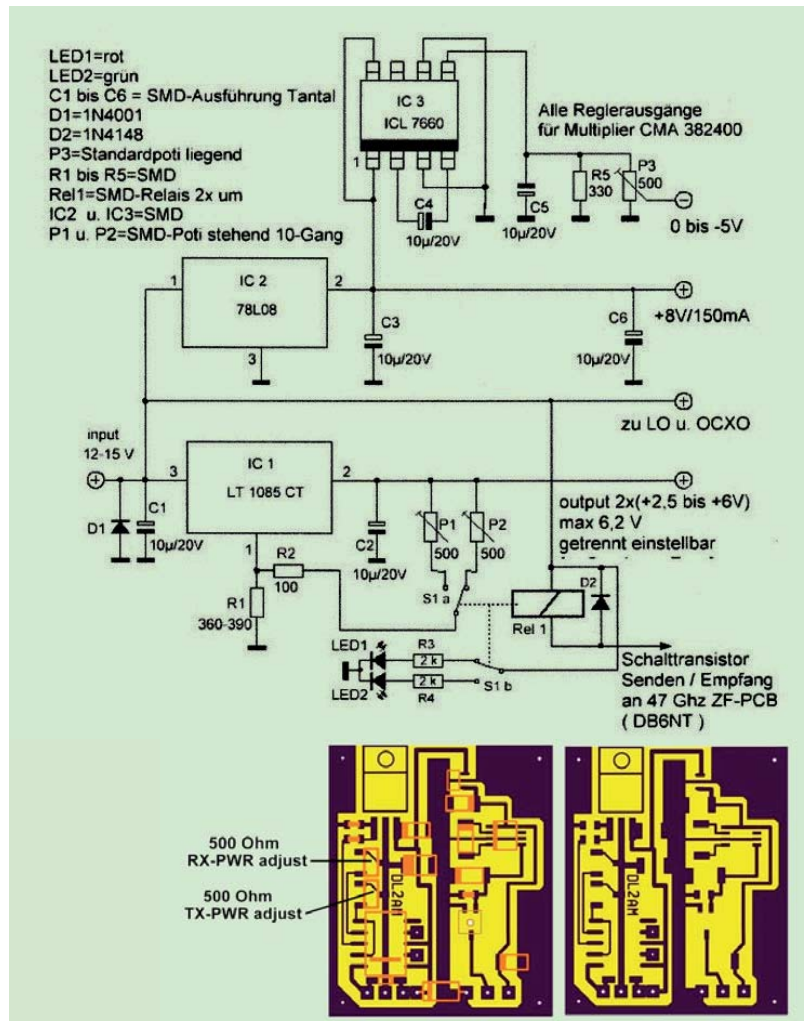 LED1=rot
LED2=grün
C1 bis C6 = SMD-Ausführung Tantal
D1=1N4001
D2=1N4148
P3=Standardpoti liegend
R1 bis R5=SMD
Rel1=SMD-Relais 2x um
IC2 u. IC3=SMD
P1 u. P2=SMD-Poti stehend 10-Gang
IC 3
ICL 7660
1
Alle Reglerausgänge
für Multiplier CMA 382400
C4
10µ/20V
C5
10µ/20V
R5
330
P3
500
0 bis -5V
1
IC 2
78L08
2
3
C3
10µ/20V
C6
10µ/20V
+8V/150mA
zu LO u. OCXO
input
12-15 V
3
IC 1
LT 1085 CT
2
1
D1
C1
10µ/20V
R2
100
R1
360-390
C2
10µ/20V
P1
500
P2
500
output 2x(+2,5 bis +6V)
max 6,2 V
getrennt einstellbar
S1 a
Rel 1
D2
LED1
R3
2 k
LED2
2 k
R4
S1 b
Schalttransistor
Senden / Empfang
an 47 Ghz ZF-PCB
( DB6NT )
500 Ohm
RX-PWR adjust
500 Ohm
TX-PWR adjust
DL2AM
DL2AM